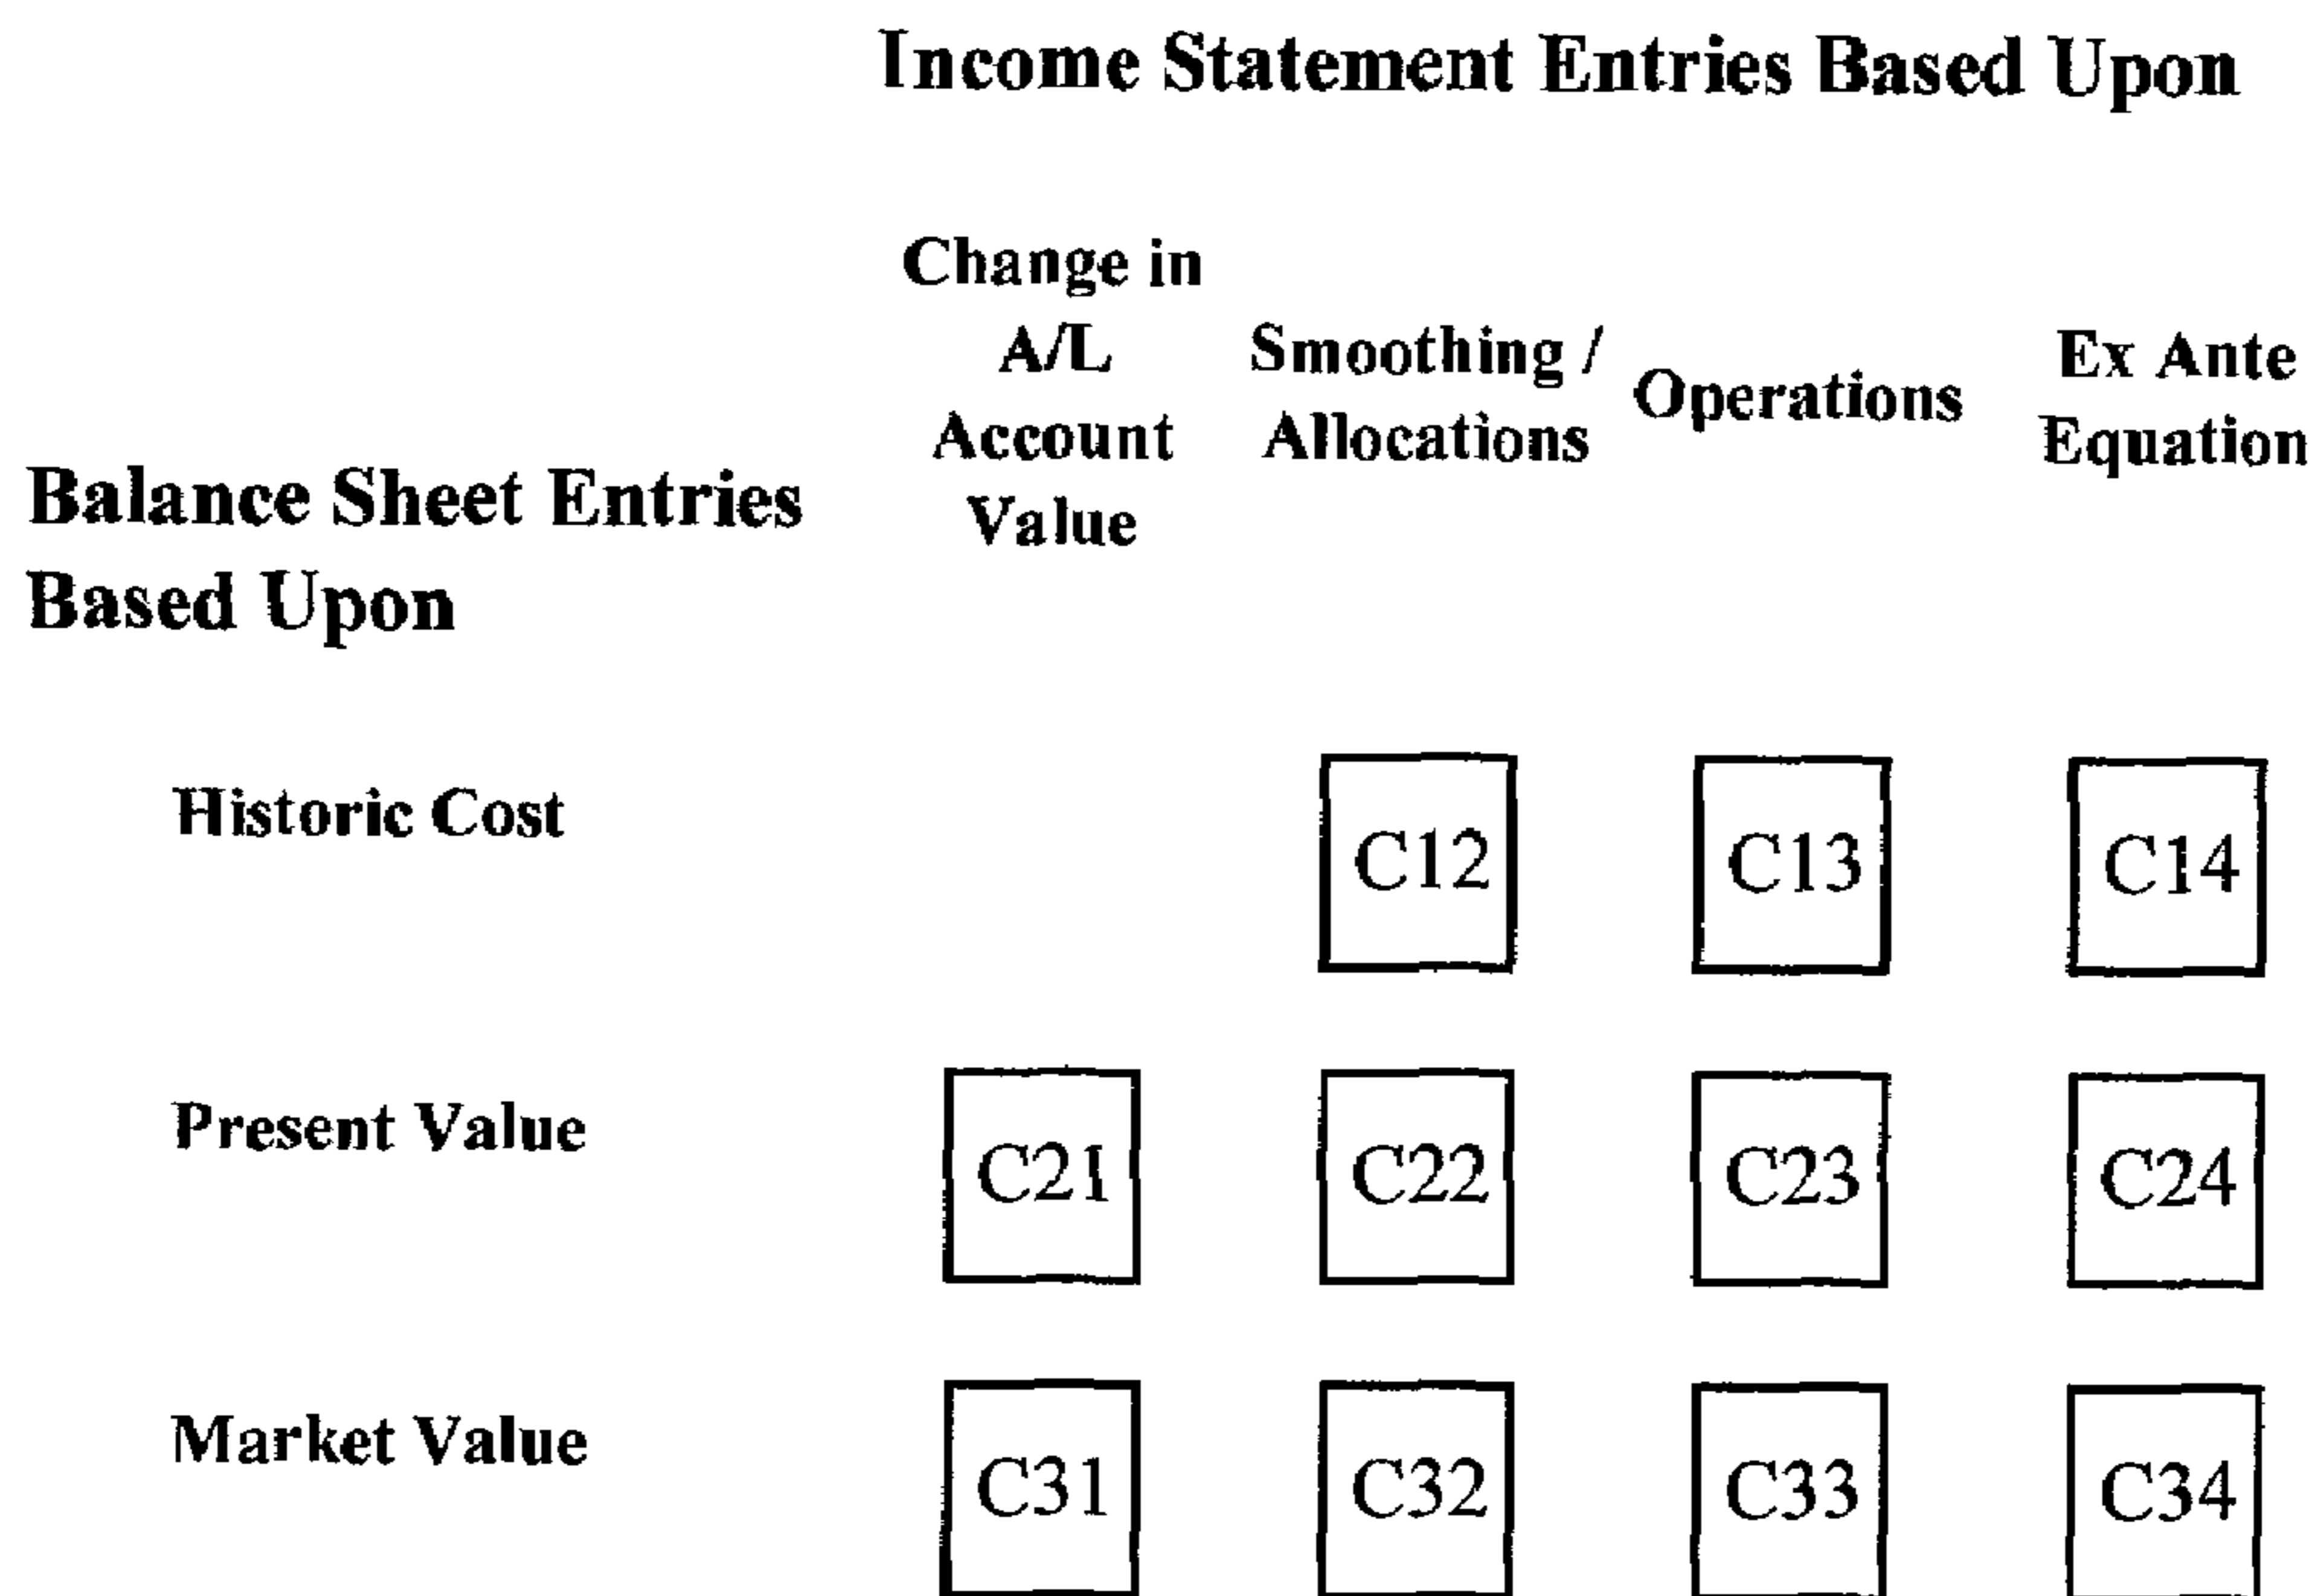 Income Statement Entries Based Upon
Change in
A/L
Account
Value
Smoothing /
Allocations
Operations
Ex Ante
Equation
Balance Sheet Entries
Based Upon
Historic Cost
C12
C13
C14
Present Value
C21
C22
C23
C24
Market Value
C31
C32
C33
C34